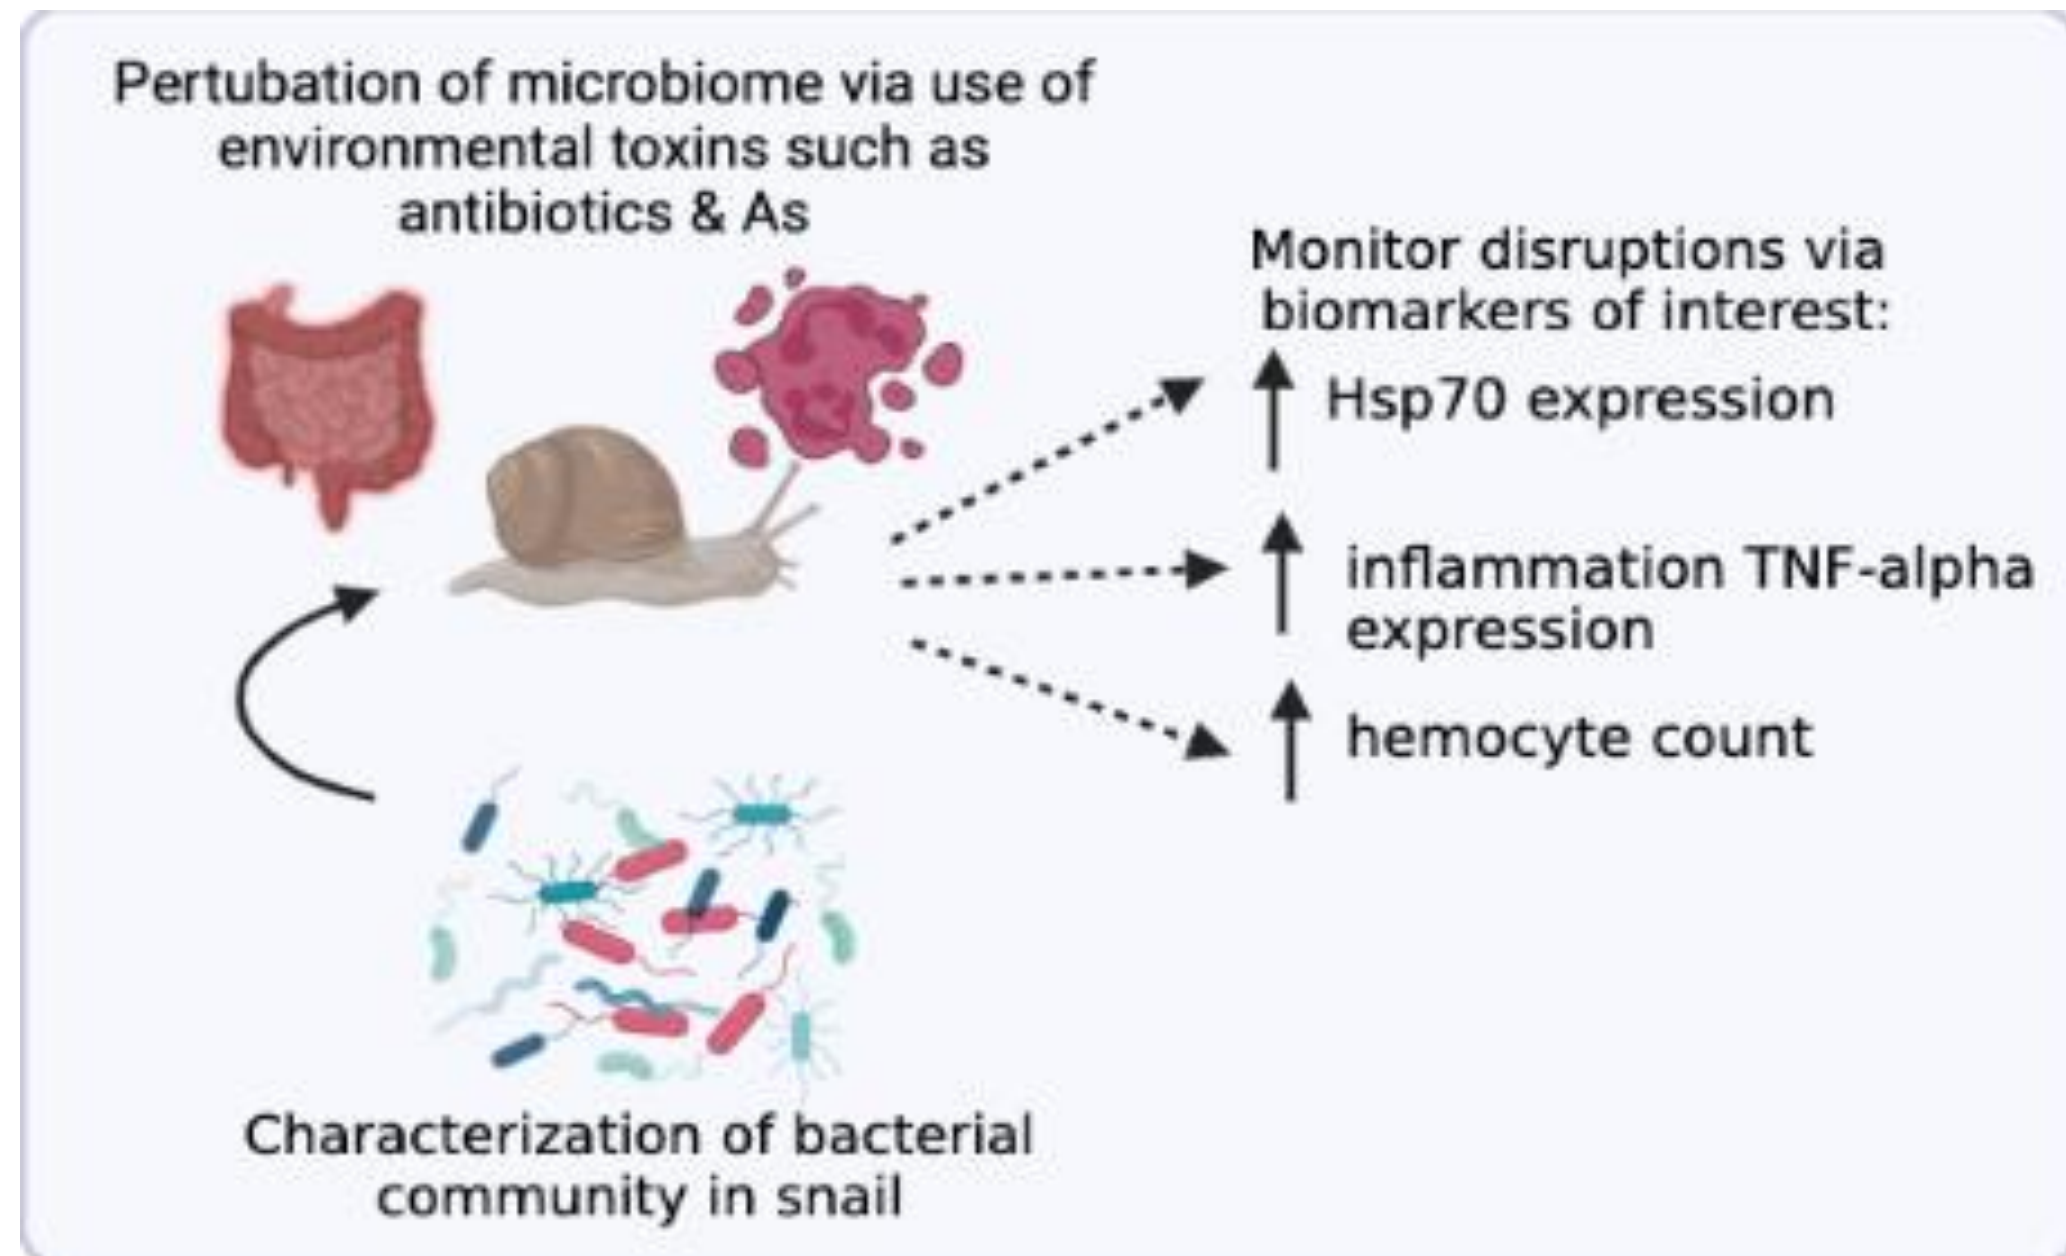 Pertubation of microbiome via use of
environmental toxins such as
antibiotics & As
Monitor disruptions via
biomarkers of interest:
Hsp70 expression
inflammation TNF-alpha
expression
hemocyte count
Characterization of bacterial
community in snail